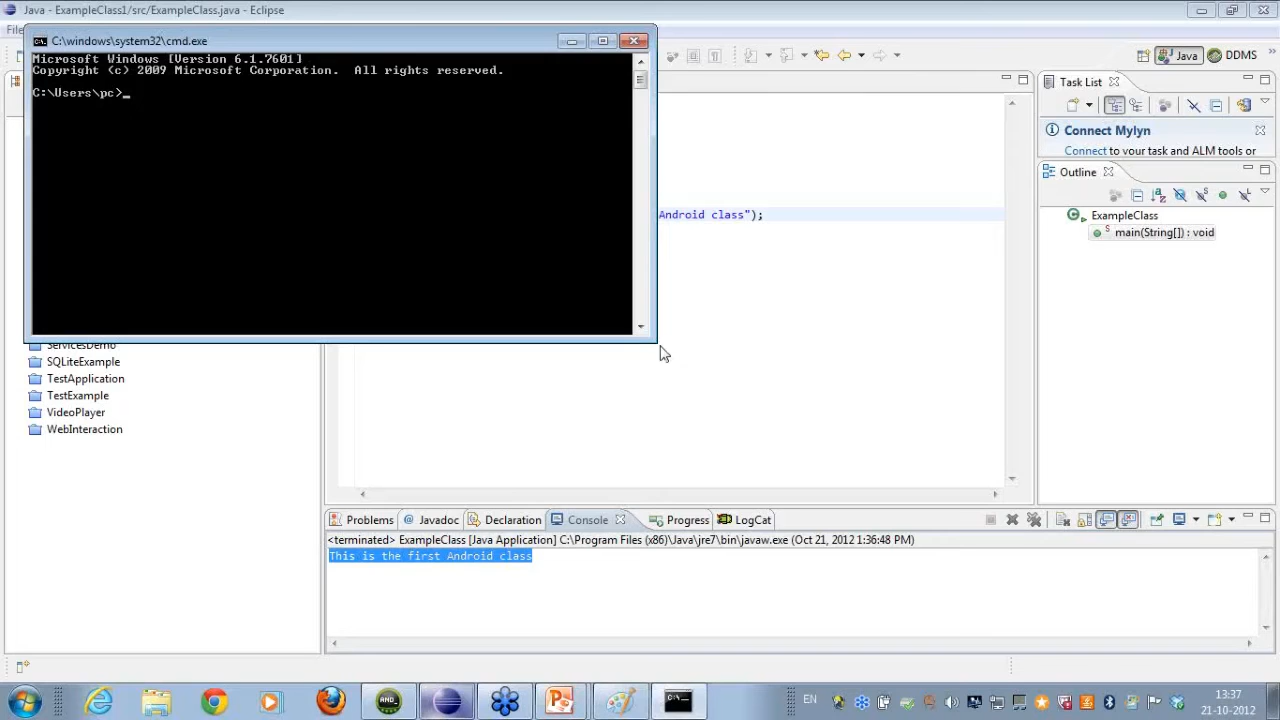 Java - ExampleClass1/src/ExampleClass.java - Eclipse
C:\windows\system32\cmd.exe
Microsoft Windows [Version 6.1.7601]
Copyright (c) 2009 Microsoft Corporation.  All rights reserved.
C:\Users\pc>_
Java
DDMS
Task List
Connect Mylyn
Connect to your task and ALM tools or
Outline
ExampleClass
main(String[]) : void
Android class");
ServicesDemo
SQLiteExample
TestApplication
TestExample
VideoPlayer
WebInteraction
Problems
@ Javadoc
Declaration
Console
Progress
LogCat
<terminated> ExampleClass [Java Application] C:\Program Files (x86)\Java\jre7\bin\javaw.exe (Oct 21, 2012 1:36:48 PM)
This is the first Android class
EN
13:37
21-10-2012